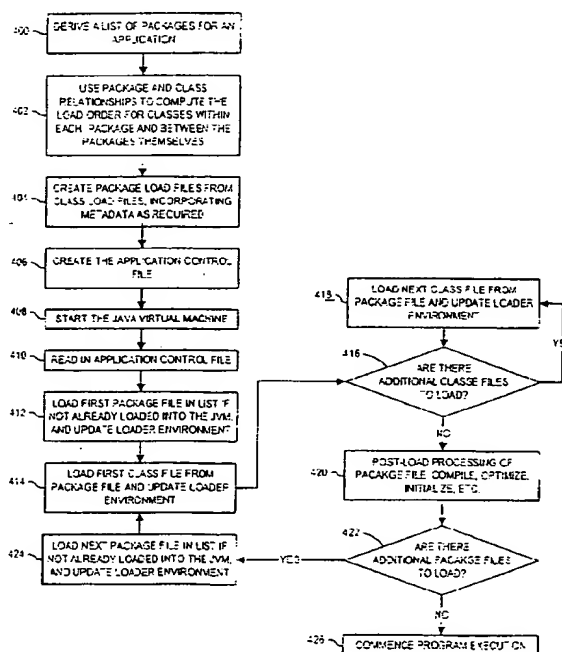 400
DERIVE A LIST OF PACKAGES FOR AN
APPLICATION
402
USE PACKAGE AND CLASS
RELATIONSHIPS TO COMPUTE THE
LOAD ORDER FOR CLASSES WITHIN
EACH PACKAGE AND BETWEEN THE
PACKAGES THEMSELVES
404
CREATE PACKAGE LOAD FILES FROM
CLASS LOAD FILES, INCORPORATING
METADATA AS REQUIRED
406
CREATE THE APPLICATION CONTROL
FILE
408
START THE JAVA VIRTUAL MACHINE
410
READ IN APPLICATION CONTROL FILE
412
LOAD FIRST PACKAGE FILE IN LIST IF
NOT ALREADY LOADED INTO THE JVM,
AND UPDATE LOADER ENVIRONMENT
414
LOAD FIRST CLASS FILE FROM
PACKAGE FILE AND UPDATE LOADER
ENVIRONMENT
424
LOAD NEXT PACKAGE FILE IN LIST IF
NOT ALREADY LOADED INTO THE JVM,
AND UPDATE LOADER ENVIRONMENT
418
LOAD NEXT CLASS FILE FROM
PACKAGE FILE AND UPDATE LOADER
ENVIRONMENT
416
ARE THERE
ADDITIONAL CLASSE FILES
TO LOAD?
NO
420
POST-LOAD PROCESSING OF
PACAKGE FILE: COMPILE, OPTIMIZE,
INITIALIZE, ETC.
422
ARE THERE
ADDITIONAL PACAKGE FILES
TO LOAD?
YES
NO
426
COMMENCE PROGRAM EXECUTION